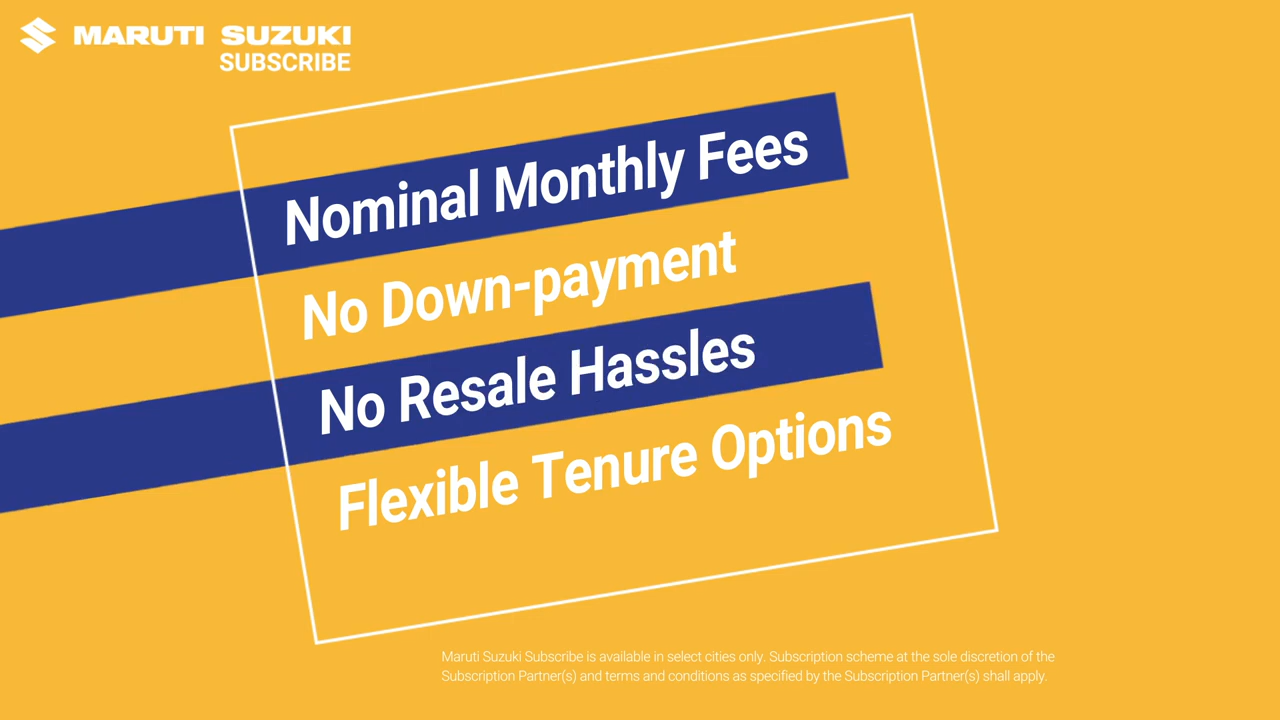 MARUTI SUZUKI
SUBSCRIBE
Nominal Monthly Fees
No Down-payment
No Resale Hassles
Flexible Tenure Options
Maruti Suzuki Subscribe is available in select cities only. Subscription scheme at the sole discretion of the
Subscription Partner(s) and terms and conditions as specified by the Subscription Partner(s) shall apply.